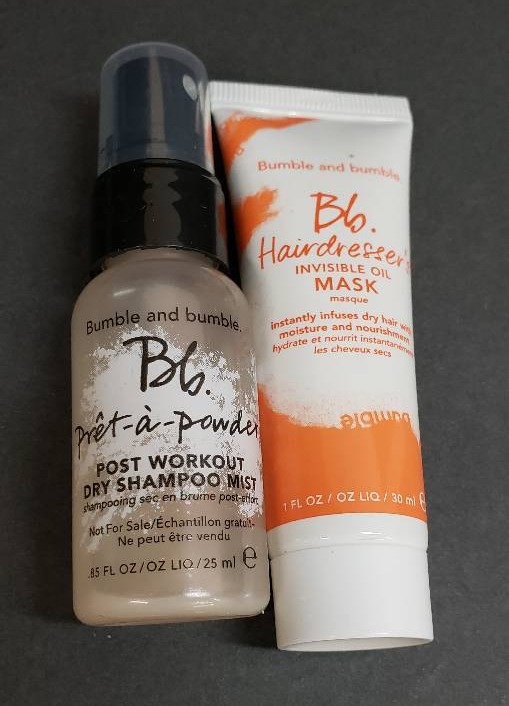 Bumble and bumble.
Bb.
Prêt-à-powder
POST WORKOUT
DRY SHAMPOO MIST
shampooing sec en brume post-effort
Not For Sale/Échantillon gratuit-
Ne peut être vendu
.85 FL OZ/OZ LIQ/25 ml e
Bumble and bumble.
Bb.
Hairdresser's
INVISIBLE OIL
MASK
masque
instantly infuses dry hair with
moisture and nourishment
hydrate et nourrit instantanément
les cheveux secs
bumble
1 FL OZ / OZ LIQ / 30 ml e